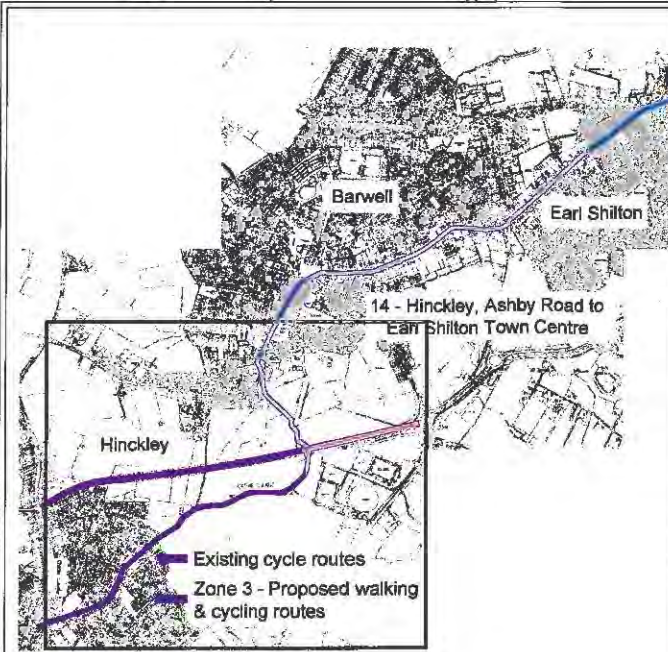 Barwell
Earl Shilton
14 - Hinckley, Ashby Road to
Earl Shilton Town Centre
Hinckley
Existing cycle routes
Zone 3 - Proposed walking
& cycling routes